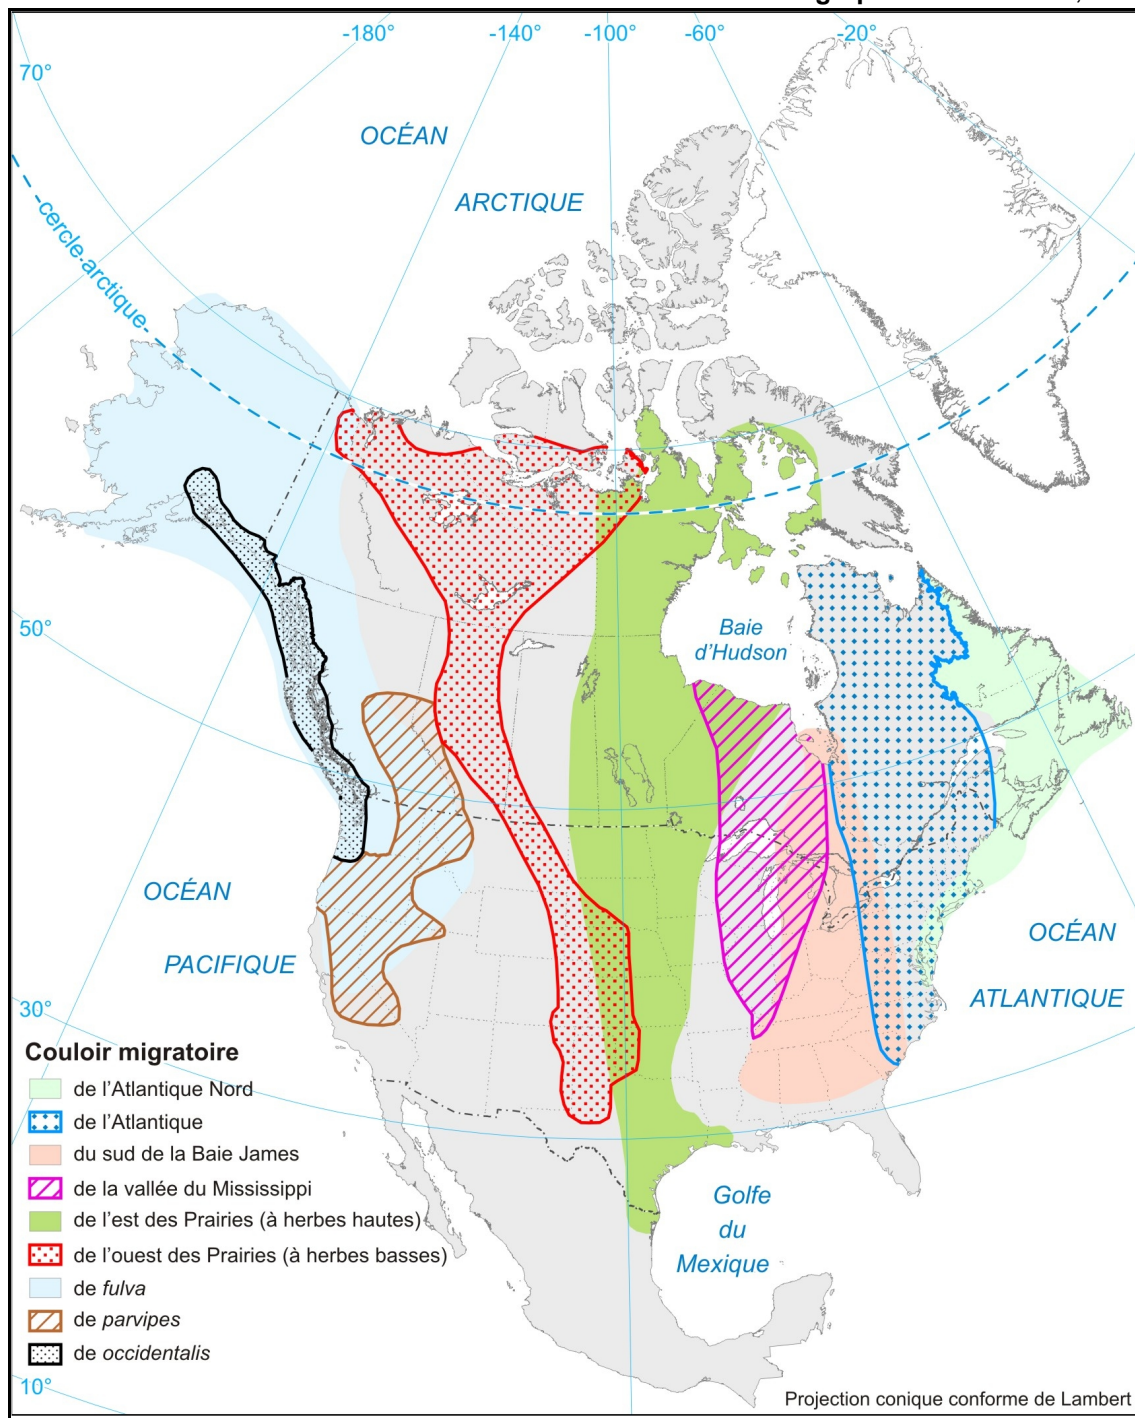 -180°
-140°
-100°
-60°
-20°
70°
OCÉAN
ARCTIQUE
cercle arctique
50°
Baie
d'Hudson
OCÉAN
PACIFIQUE
OCÉAN
ATLANTIQUE
30°
Couloir migratoire
de l'Atlantique Nord
de l'Atlantique
du sud de la Baie James
de la vallée du Mississippi
de l'est des Prairies (à herbes hautes)
de l'ouest des Prairies (à herbes basses)
de fulva
de parvipes
de occidentalis
Golfe
du
Mexique
10°
Projection conique conforme de Lambert